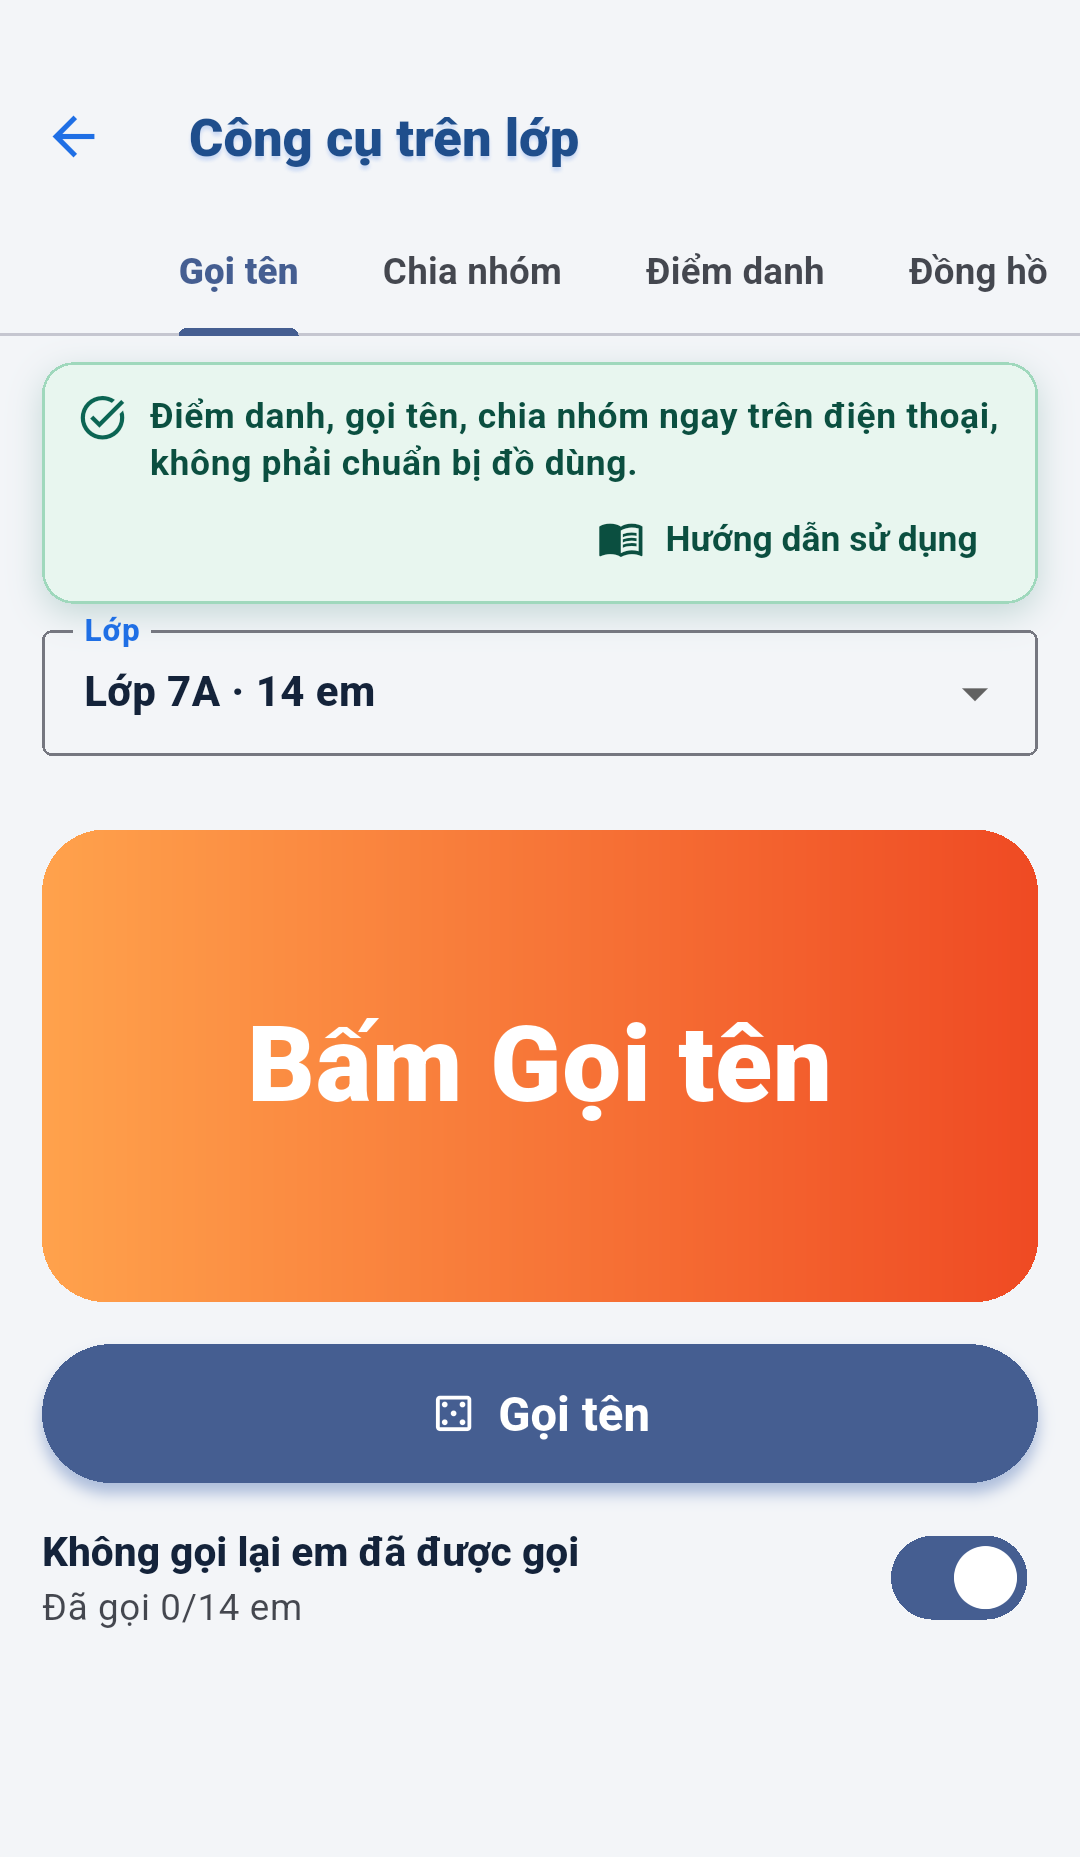 Công cụ trên lớp
Gọi tên
Chia nhóm
Điểm danh
Đồng hồ
Điểm danh, gọi tên, chia nhóm ngay trên điện thoại,
không phải chuẩn bị đồ dùng.
Hướng dẫn sử dụng
Lớp
Lớp 7A · 14 em
Bấm Gọi tên
Gọi tên
Không gọi lại em đã được gọi
Đã gọi 0/14 em